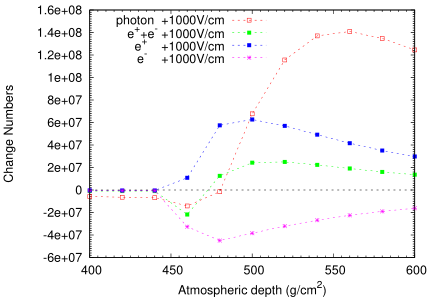 photon +1000V/cm
e⁺+e⁻ +1000V/cm
e⁺ +1000V/cm
e⁻ +1000V/cm
1.6e+08
1.4e+08
1.2e+08
1e+08
8e+07
6e+07
4e+07
2e+07
0
-2e+07
-4e+07
-6e+07
Change Numbers
400
450
500
550
600
Atmospheric depth (g/cm²)